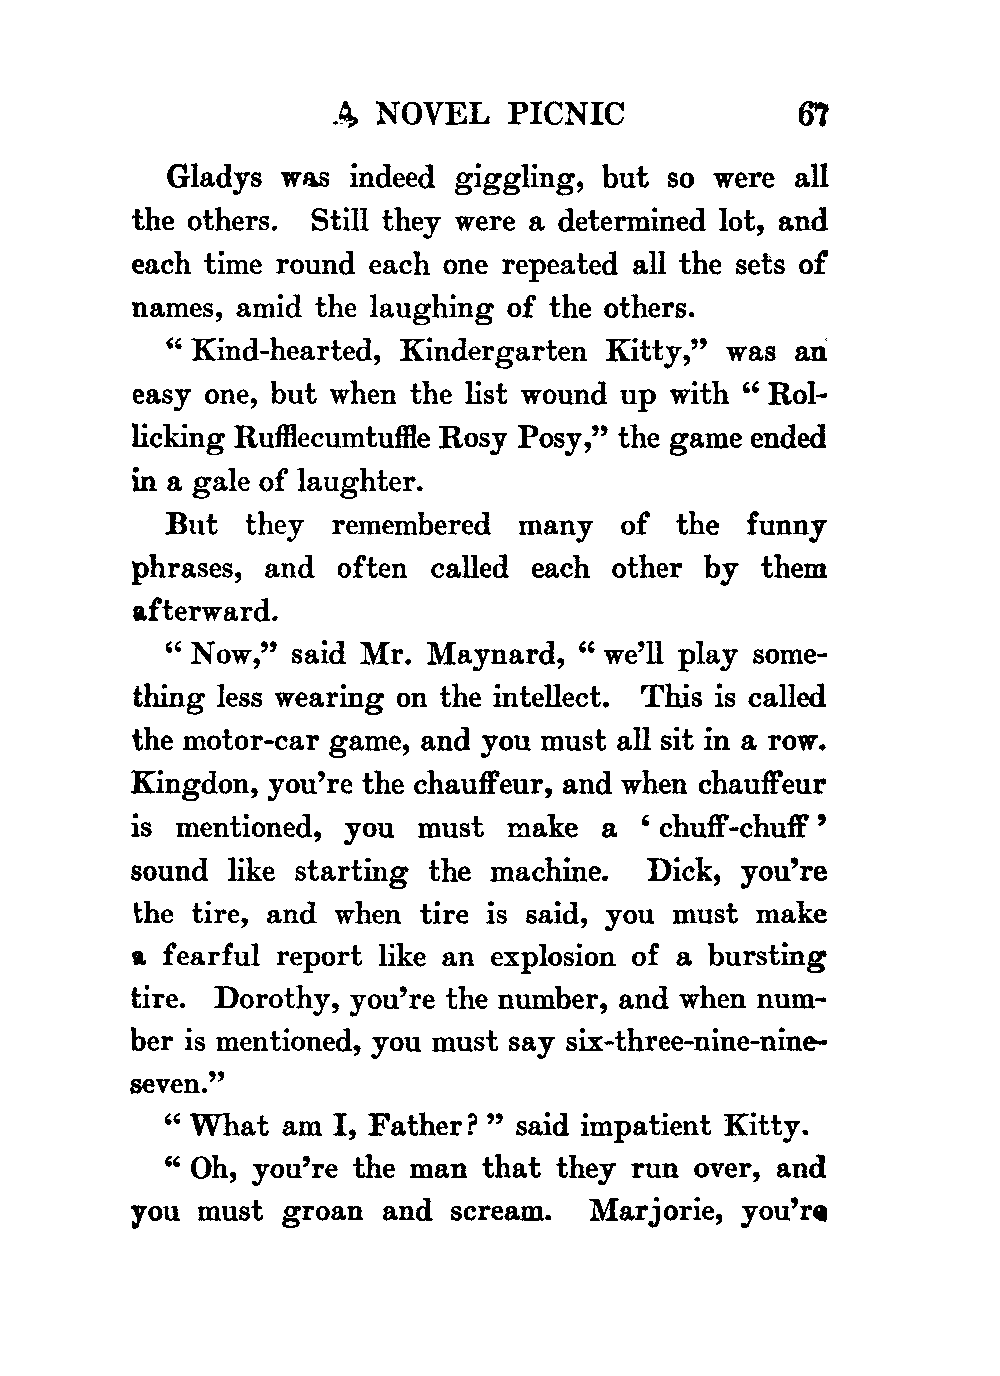 A NOVEL PICNIC 67
Gladys was indeed giggling, but so were all
the others. Still they were a determined lot, and
each time round each one repeated all the sets of
names, amid the laughing of the others.
“ Kind-hearted, Kindergarten Kitty,” was an
easy one, but when the list wound up with “ Rol-
licking Rufflecumtuffle Rosy Posy,” the game ended
in a gale of laughter.
But they remembered many of the funny
phrases, and often called each other by them
afterward.
“ Now,” said Mr. Maynard, “ we’ll play some-
thing less wearing on the intellect. This is called
the motor-car game, and you must all sit in a row.
Kingdon, you’re the chauffeur, and when chauffeur
is mentioned, you must make a ‘ chuff-chuff ’
sound like starting the machine. Dick, you’re
the tire, and when tire is said, you must make
a fearful report like an explosion of a bursting
tire. Dorothy, you’re the number, and when num-
ber is mentioned, you must say six-three-nine-nine-
seven.”
“ What am I, Father? ” said impatient Kitty.
“ Oh, you’re the man that they run over, and
you must groan and scream. Marjorie, you’re